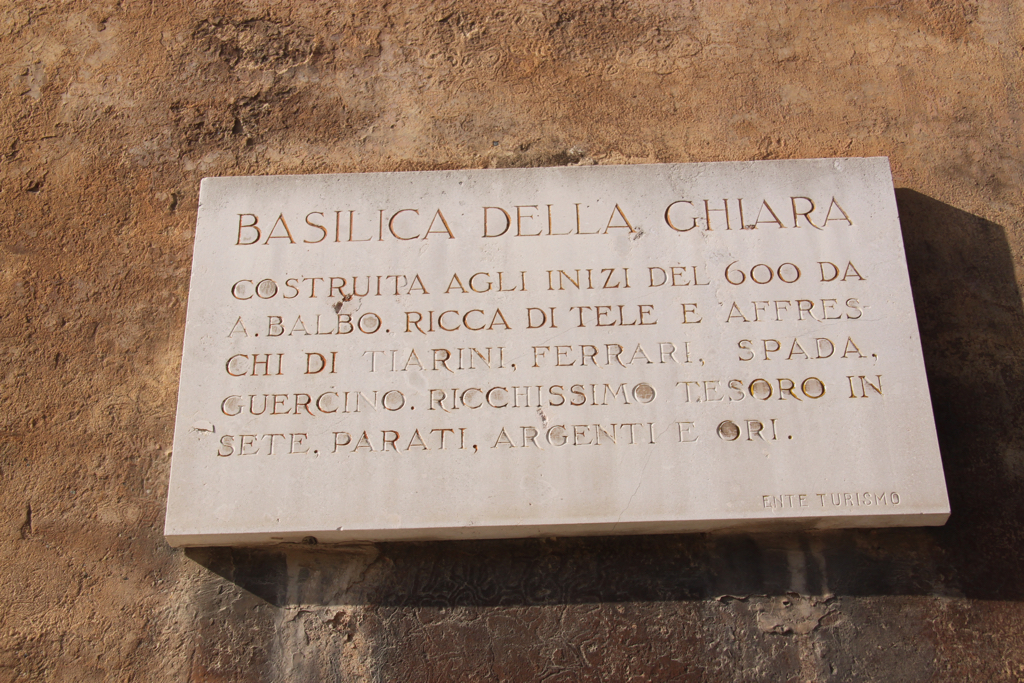 BASILICA DELLA GHIARA
COSTRUITA AGLI INIZI DEL 600 DA
A. BALBO. RICCA DI TELE E AFFRES-
CHI DI TIARINI, FERRARI, SPADA,
GUERCINO. RICCHISSIMO TESORO IN
SETE, PARATI, ARGENTI E ORI.
ENTE TURISMO